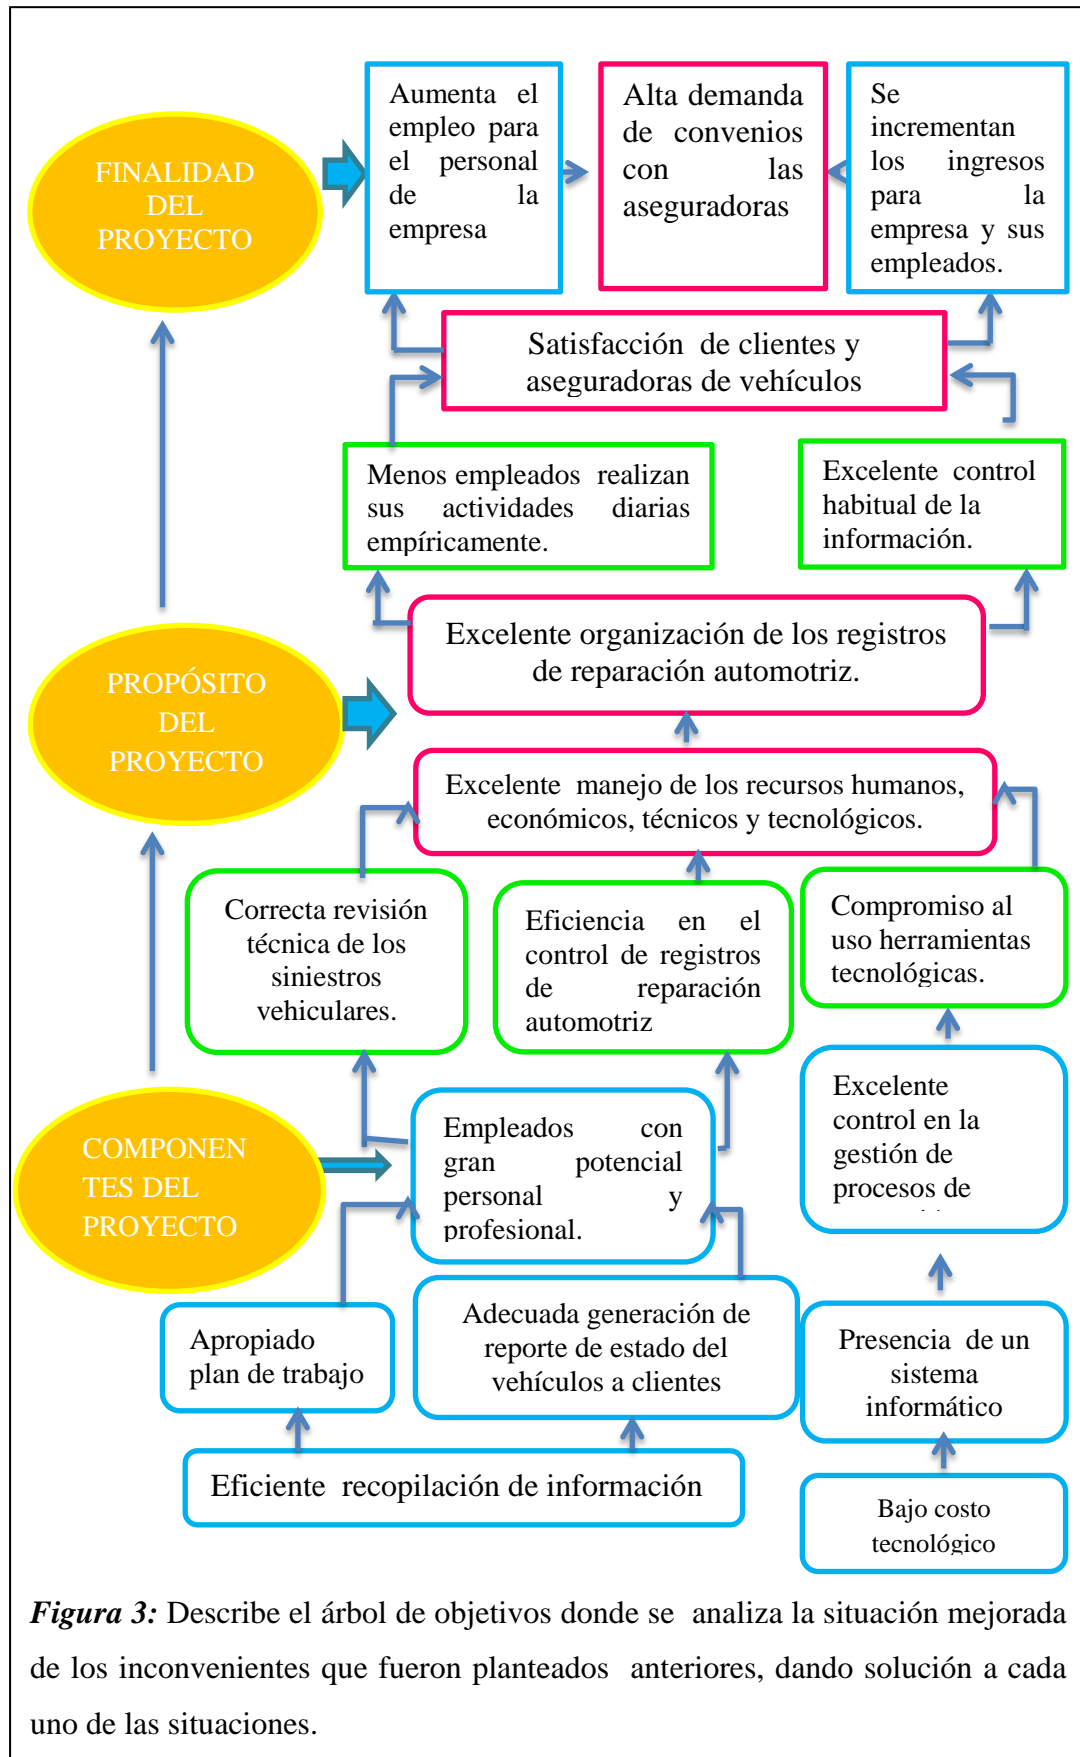 FINALIDAD
DEL
PROYECTO
Aumenta el
empleo para
el personal
de la
empresa
Alta demanda
de convenios
con las
aseguradoras
Se
incrementan
los ingresos
para la
empresa y sus
empleados.
Satisfacción de clientes y
aseguradoras de vehículos
Menos empleados realizan
sus actividades diarias
empíricamente.
Excelente control
habitual de la
información.
PROPÓSITO
DEL
PROYECTO
Excelente organización de los registros
de reparación automotriz.
Excelente manejo de los recursos humanos,
económicos, técnicos y tecnológicos.
Correcta revisión
técnica de los
siniestros
vehiculares.
Eficiencia en el
control de registros
de reparación
automotriz
Compromiso al
uso herramientas
tecnológicas.
COMPONEN
TES DEL
PROYECTO
Empleados con
gran potencial
personal y
profesional.
Excelente
control en la
gestión de
procesos de
Apropiado
plan de trabajo
Adecuada generación de
reporte de estado del
vehículos a clientes
Presencia de un
sistema
informático
Eficiente recopilación de información
Bajo costo
tecnológico
Figura 3: Describe el árbol de objetivos donde se analiza la situación mejorada
de los inconvenientes que fueron planteados anteriores, dando solución a cada
uno de las situaciones.